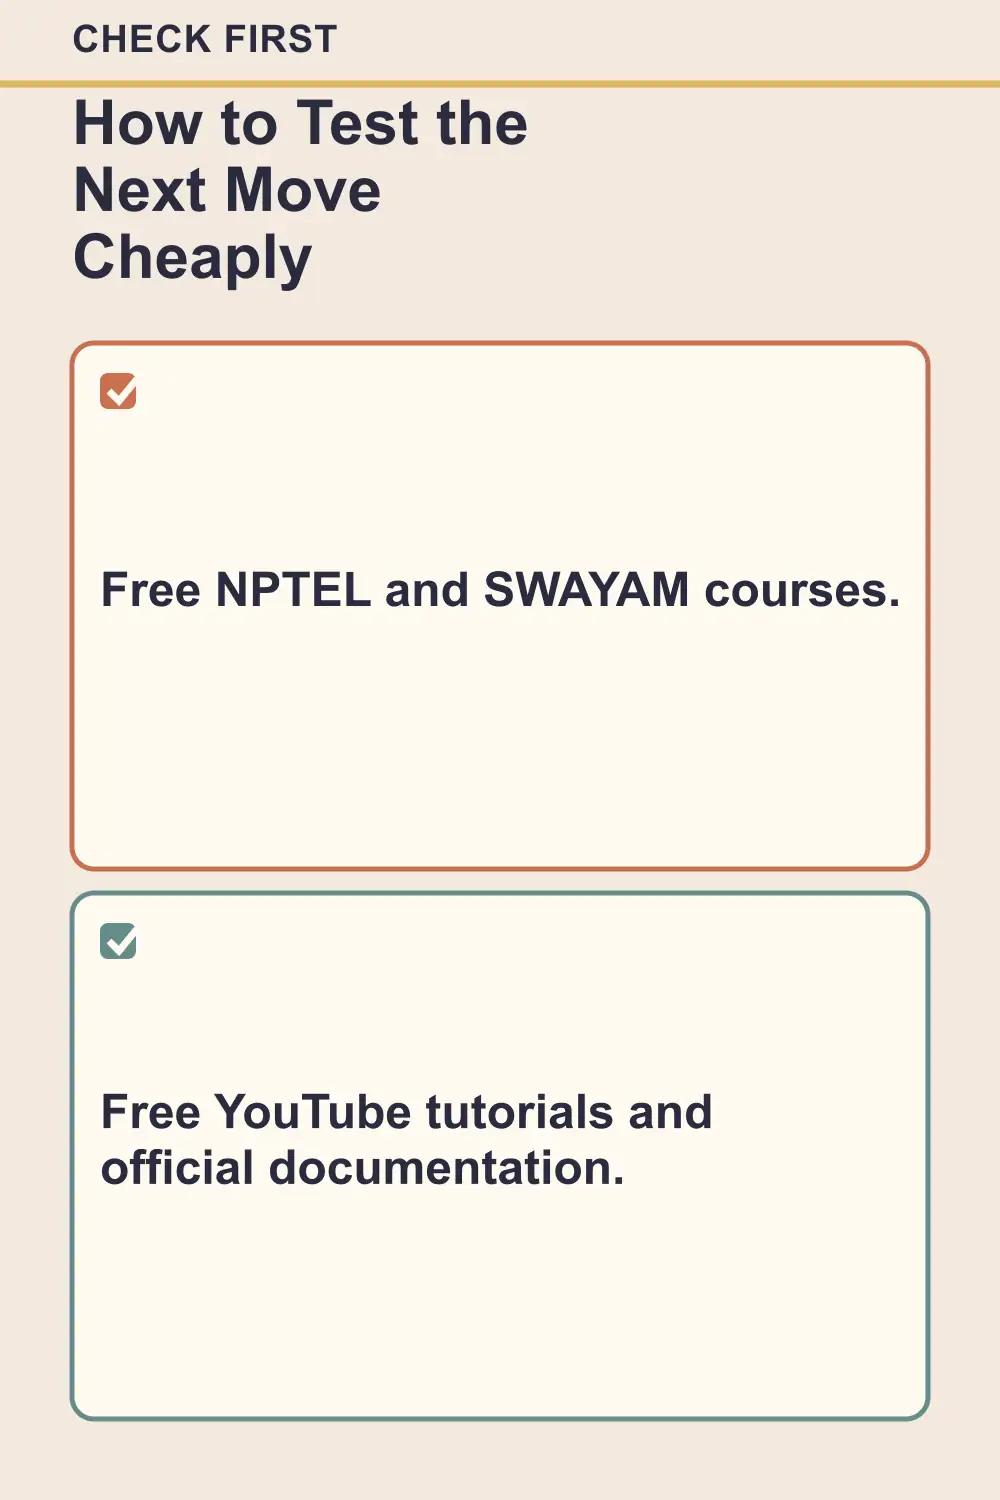 CHECK FIRST
How to Test the
Next Move
Cheaply
Free NPTEL and SWAYAM courses.
Free YouTube tutorials and
official documentation.